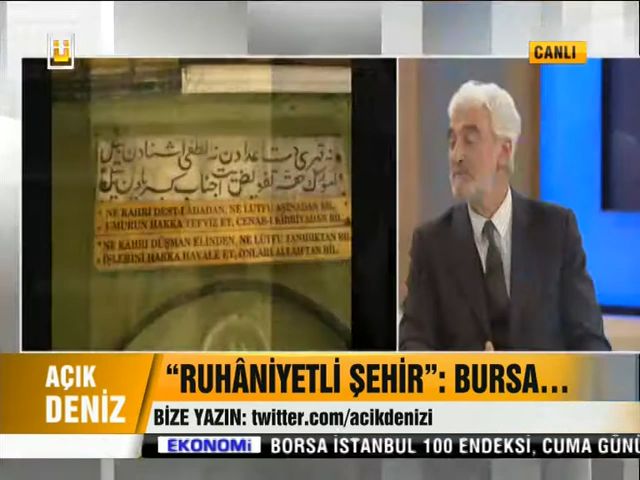 CANLI
NE KAHRI DEST-İ ADADAN, NE LÜTFU AŞİNADAN BİL
UMURUN HAKKA TEFVİZ ET, CENAB-I KİBRİYADAN BİL
NE KAHRI DÜŞMAN ELİNDEN, NE LÜTFU TANIDIKTAN BİL
İŞLERİNİ HAKKA HAVALE ET, ONLARI ALLAH'TAN BİL
AÇIK
DENİZ
“RUHÂNİYETLİ ŞEHİR”: BURSA...
BİZE YAZIN: twitter.com/acikdenizi
EKONOMİ BORSA İSTANBUL 100 ENDEKSİ, CUMA GÜNÜ